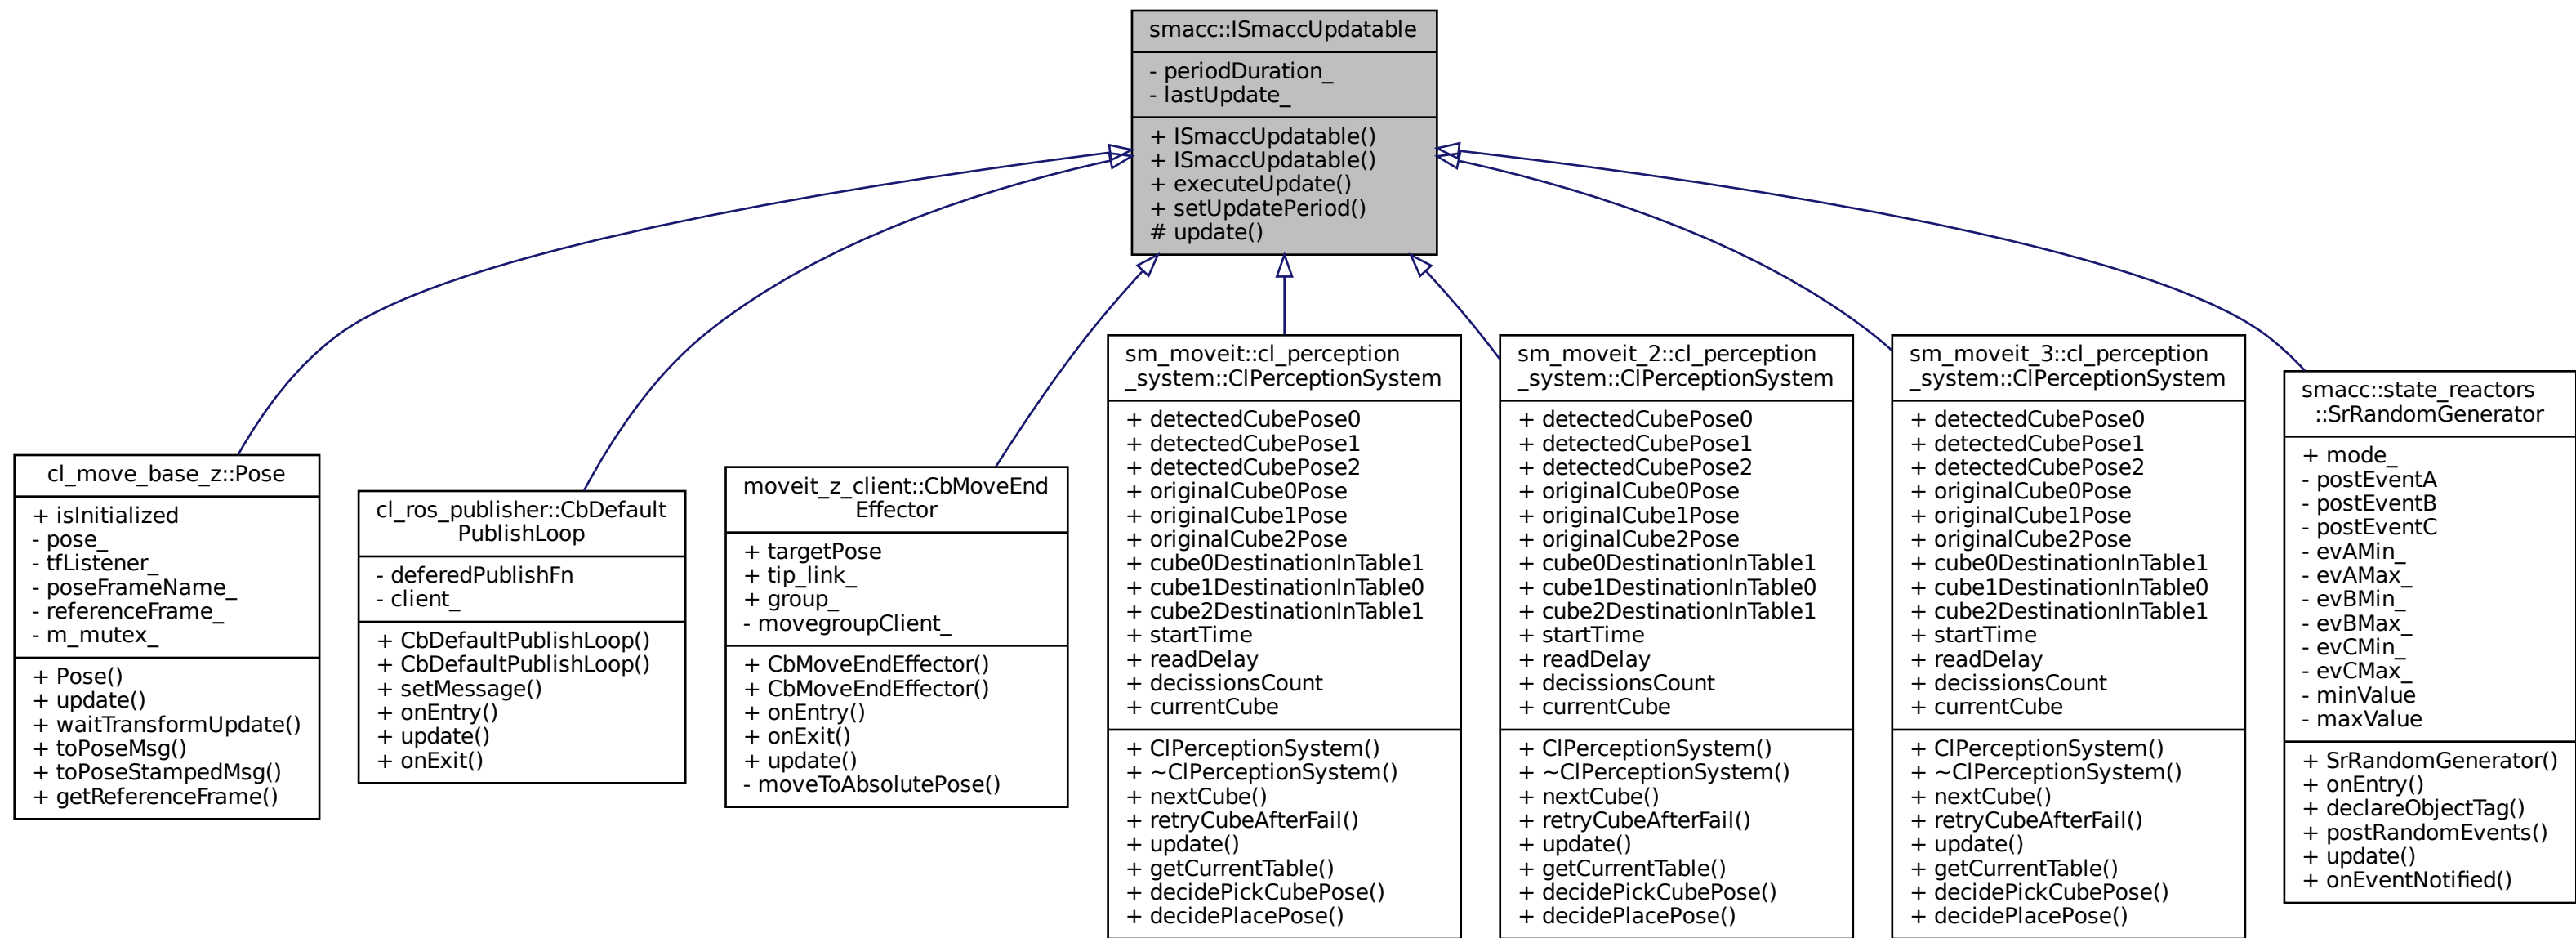 smacc::ISmaccUpdatable
- periodDuration_
- lastUpdate_
+ ISmaccUpdatable()
+ ISmaccUpdatable()
+ executeUpdate()
+ setUpdatePeriod()
# update()
cl_move_base_z::Pose
+ isInitialized
- pose_
- tfListener_
- poseFrameName_
- referenceFrame_
- m_mutex_
+ Pose()
+ update()
+ waitTransformUpdate()
+ toPoseMsg()
+ toPoseStampedMsg()
+ getReferenceFrame()
cl_ros_publisher::CbDefault
PublishLoop
- deferedPublishFn
- client_
+ CbDefaultPublishLoop()
+ CbDefaultPublishLoop()
+ setMessage()
+ onEntry()
+ update()
+ onExit()
moveit_z_client::CbMoveEnd
Effector
+ targetPose
+ tip_link_
+ group_
- movegroupClient_
+ CbMoveEndEffector()
+ CbMoveEndEffector()
+ onEntry()
+ onExit()
+ update()
- moveToAbsolutePose()
sm_moveit::cl_perception
_system::ClPerceptionSystem
+ detectedCubePose0
+ detectedCubePose1
+ detectedCubePose2
+ originalCube0Pose
+ originalCube1Pose
+ originalCube2Pose
+ cube0DestinationInTable1
+ cube1DestinationInTable0
+ cube2DestinationInTable1
+ startTime
+ readDelay
+ decissionsCount
+ currentCube
+ ClPerceptionSystem()
+ ~ClPerceptionSystem()
+ nextCube()
+ retryCubeAfterFail()
+ update()
+ getCurrentTable()
+ decidePickCubePose()
+ decidePlacePose()
sm_moveit_2::cl_perception
_system::ClPerceptionSystem
+ detectedCubePose0
+ detectedCubePose1
+ detectedCubePose2
+ originalCube0Pose
+ originalCube1Pose
+ originalCube2Pose
+ cube0DestinationInTable1
+ cube1DestinationInTable0
+ cube2DestinationInTable1
+ startTime
+ readDelay
+ decissionsCount
+ currentCube
+ ClPerceptionSystem()
+ ~ClPerceptionSystem()
+ nextCube()
+ retryCubeAfterFail()
+ update()
+ getCurrentTable()
+ decidePickCubePose()
+ decidePlacePose()
sm_moveit_3::cl_perception
_system::ClPerceptionSystem
+ detectedCubePose0
+ detectedCubePose1
+ detectedCubePose2
+ originalCube0Pose
+ originalCube1Pose
+ originalCube2Pose
+ cube0DestinationInTable1
+ cube1DestinationInTable0
+ cube2DestinationInTable1
+ startTime
+ readDelay
+ decissionsCount
+ currentCube
+ ClPerceptionSystem()
+ ~ClPerceptionSystem()
+ nextCube()
+ retryCubeAfterFail()
+ update()
+ getCurrentTable()
+ decidePickCubePose()
+ decidePlacePose()
smacc::state_reactors
::SrRandomGenerator
+ mode_
- postEventA
- postEventB
- postEventC
- evAMin_
- evAMax_
- evBMin_
- evBMax_
- evCMin_
- evCMax_
- minValue
- maxValue
+ SrRandomGenerator()
+ onEntry()
+ declareObjectTag()
+ postRandomEvents()
+ update()
+ onEventNotified()